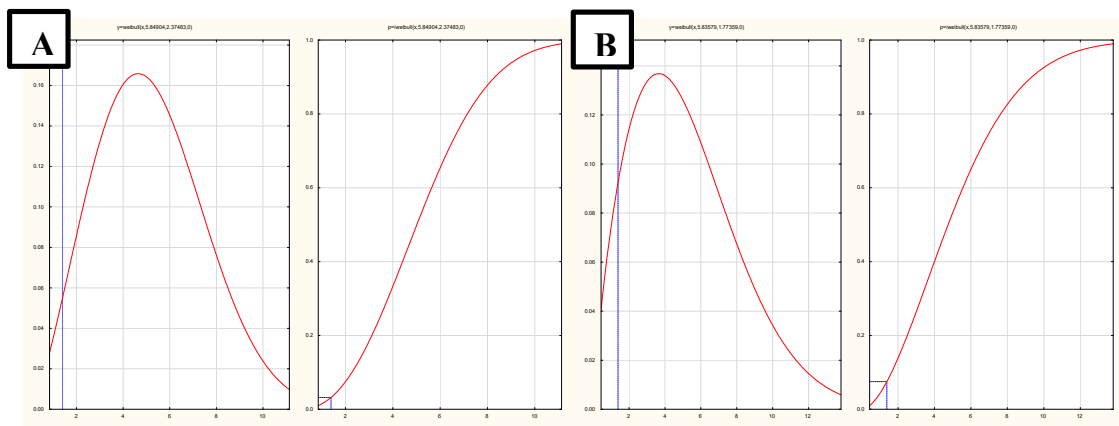 A
y=weibull(x,5.84904,2.37483,0)
0.16
0.14
0.12
0.10
0.08
0.06
0.04
0.02
0.00
2 4 6 8 10
p=iweibull(x,5.84904,2.37483,0)
1.0
0.8
0.6
0.4
0.2
0.0
2 4 6 8 10
B
y=weibull(x,5.83579,1.77359,0)
0.12
0.10
0.08
0.06
0.04
0.02
0.00
2 4 6 8 10 12
p=iweibull(x,5.83579,1.77359,0)
1.0
0.8
0.6
0.4
0.2
0.0
2 4 6 8 10 12